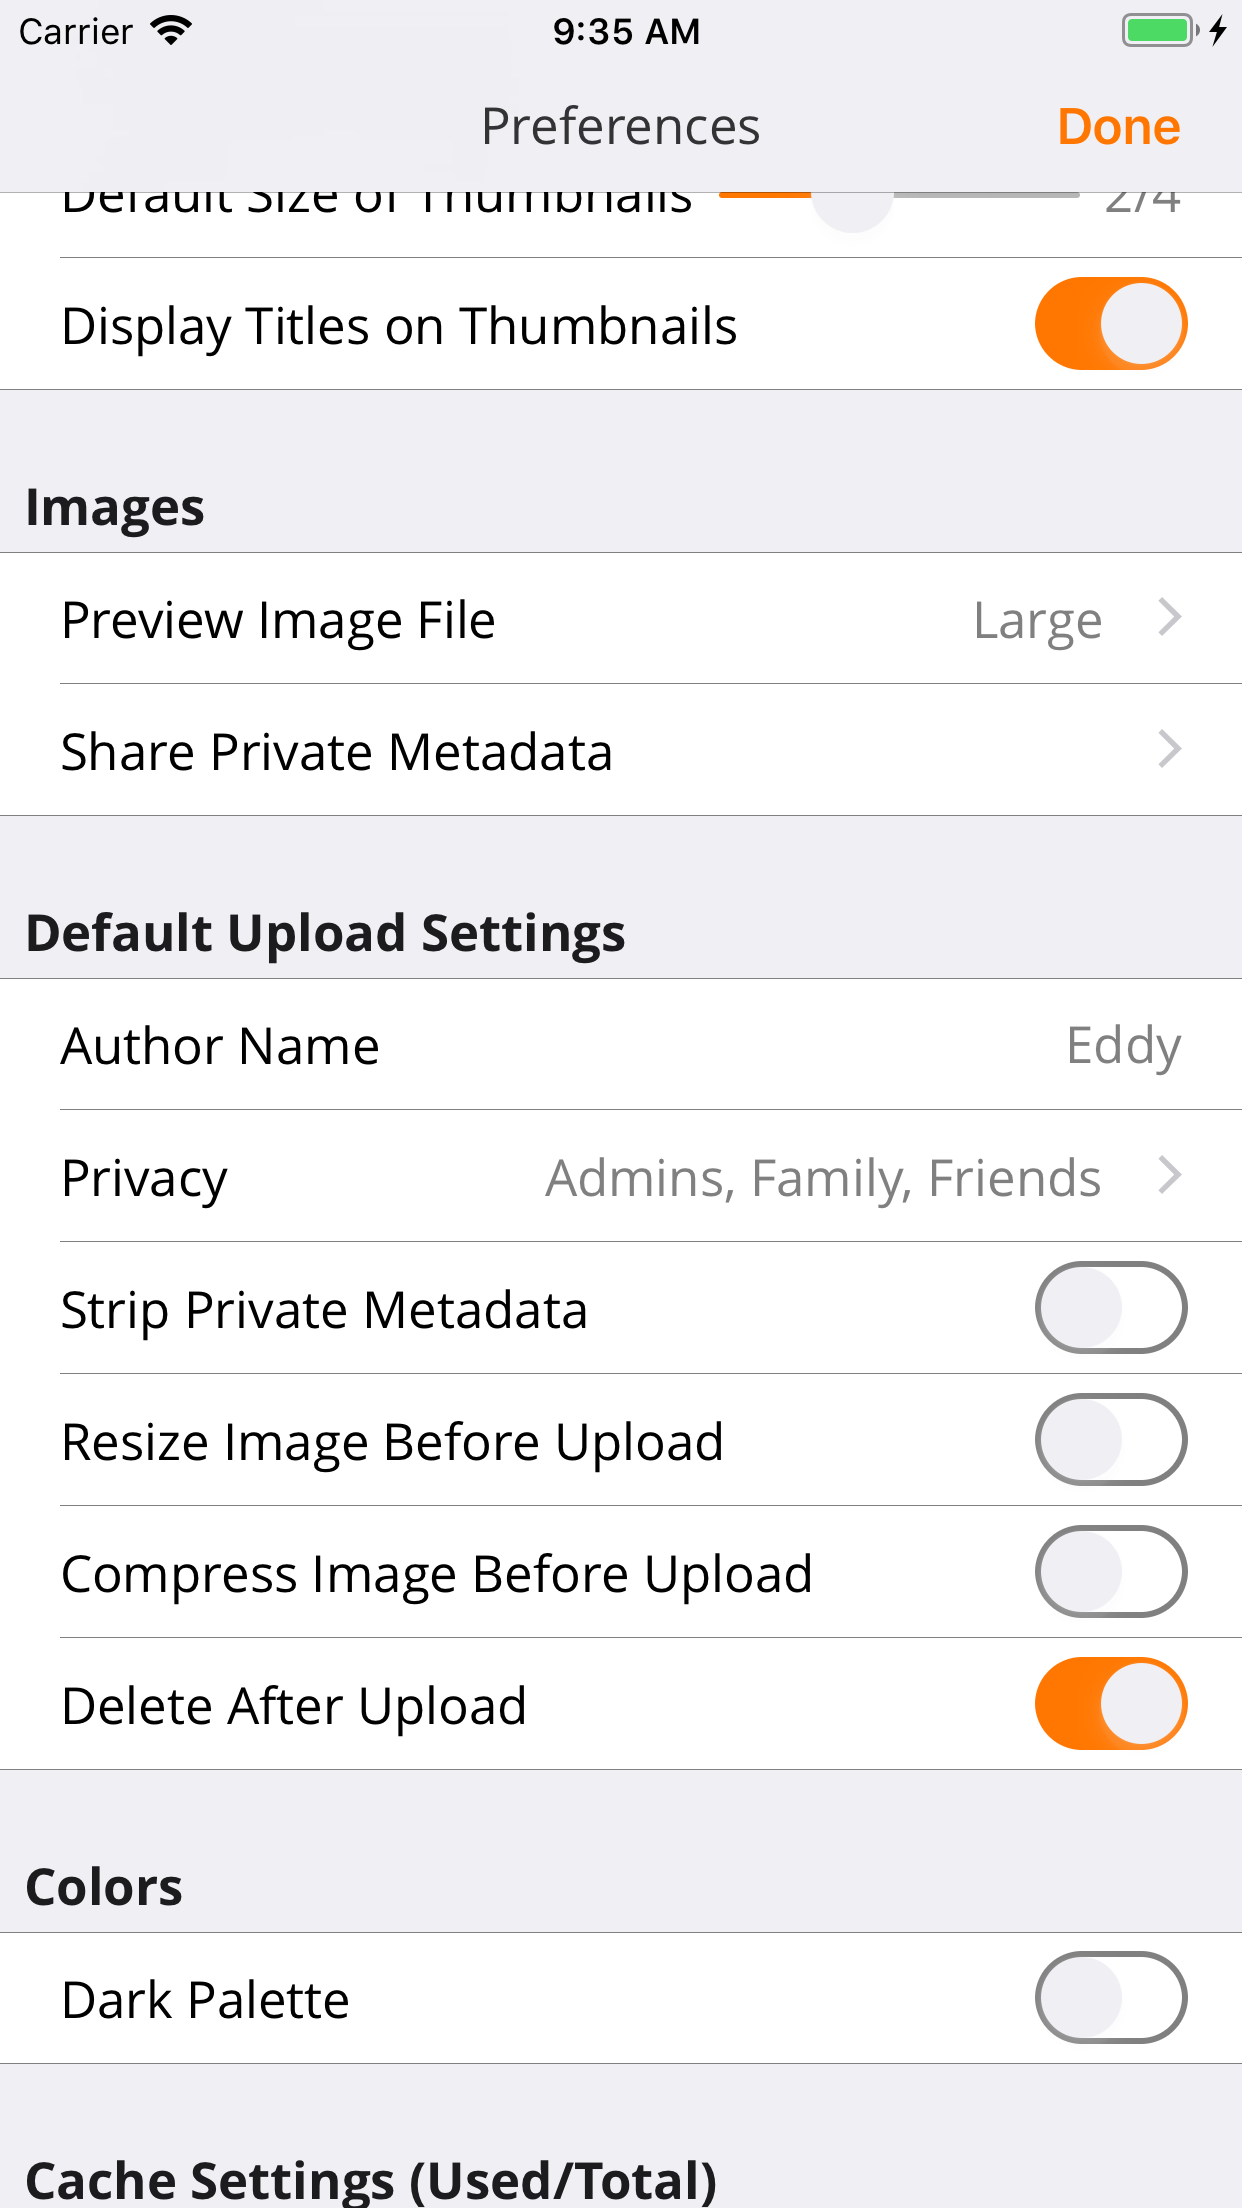 Carrier 9:35 AM
Preferences Done
Default Size of Thumbnails 2/4
Display Titles on Thumbnails
Images
Preview Image File Large
Share Private Metadata
Default Upload Settings
Author Name Eddy
Privacy Admins, Family, Friends
Strip Private Metadata
Resize Image Before Upload
Compress Image Before Upload
Delete After Upload
Colors
Dark Palette
Cache Settings (Used/Total)